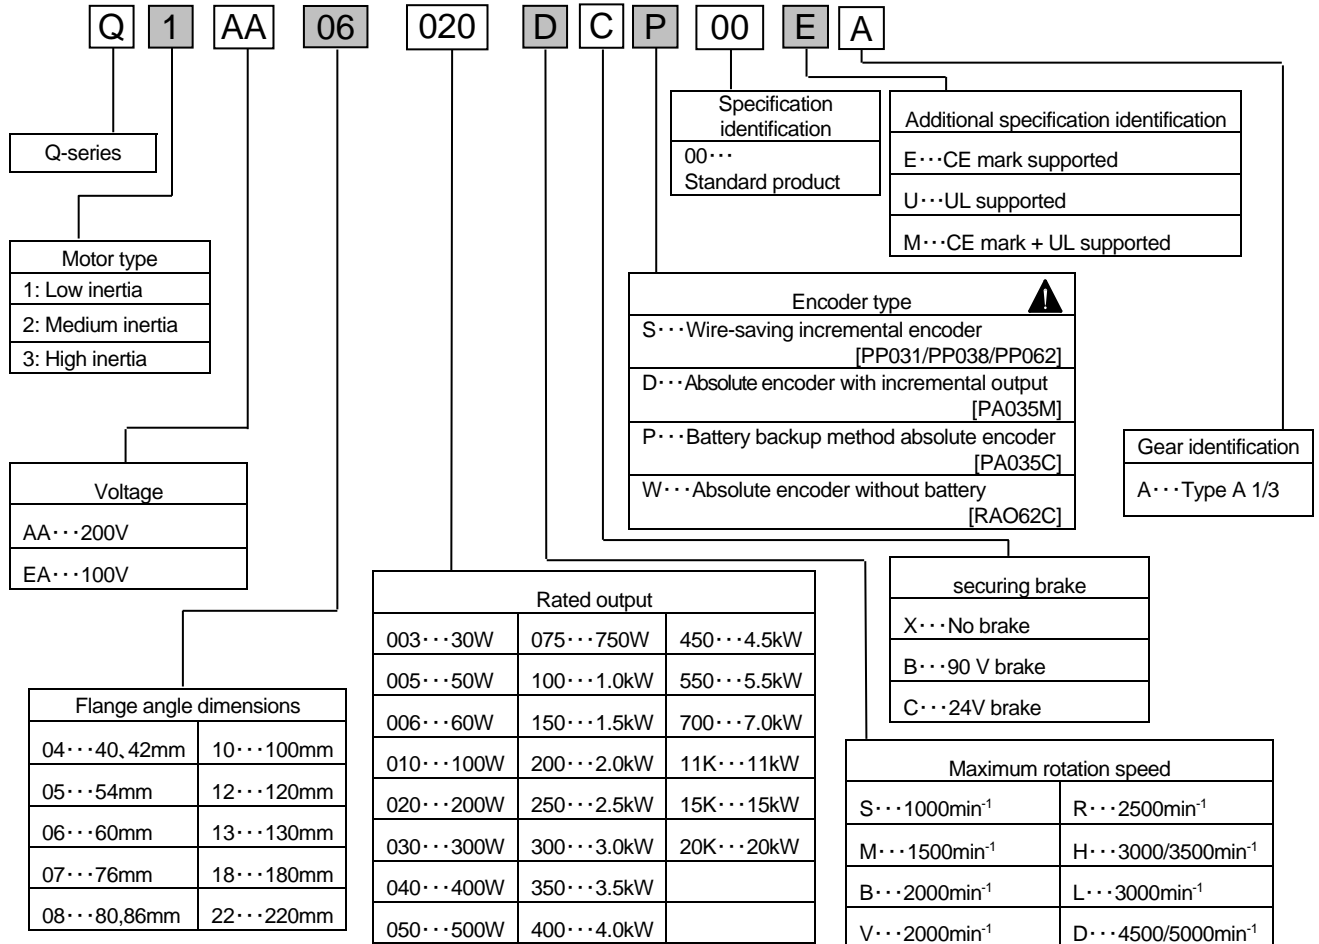 Q 1 AA 06 020 D C P 00 E A
Q-series
Specification
identification
00･･･
Standard product
Additional specification identification
E･･･CE mark supported
U･･･UL supported
M･･･CE mark + UL supported
Motor type
1: Low inertia
2: Medium inertia
3: High inertia
Encoder type
S･･･Wire-saving incremental encoder
[PP031/PP038/PP062]
D･･･Absolute encoder with incremental output
[PA035M]
P･･･Battery backup method absolute encoder
[PA035C]
W･･･Absolute encoder without battery
[RAO62C]
Gear identification
A･･･Type A 1/3
Voltage
AA･･･200V
EA･･･100V
securing brake
X･･･No brake
B･･･90 V brake
C･･･24V brake
Rated output
003･･･30W 075･･･750W 450･･･4.5kW
005･･･50W 100･･･1.0kW 550･･･5.5kW
006･･･60W 150･･･1.5kW 700･･･7.0kW
010･･･100W 200･･･2.0kW 11K･･･11kW
020･･･200W 250･･･2.5kW 15K･･･15kW
030･･･300W 300･･･3.0kW 20K･･･20kW
040･･･400W 350･･･3.5kW
050･･･500W 400･･･4.0kW
Flange angle dimensions
04･･･40、42mm 10･･･100mm
05･･･54mm 12･･･120mm
06･･･60mm 13･･･130mm
07･･･76mm 18･･･180mm
08･･･80,86mm 22･･･220mm
Maximum rotation speed
S･･･1000min-1 R･･･2500min-1
M･･･1500min-1 H･･･3000/3500min-1
B･･･2000min-1 L･･･3000min-1
V･･･2000min-1 D･･･4500/5000min-1